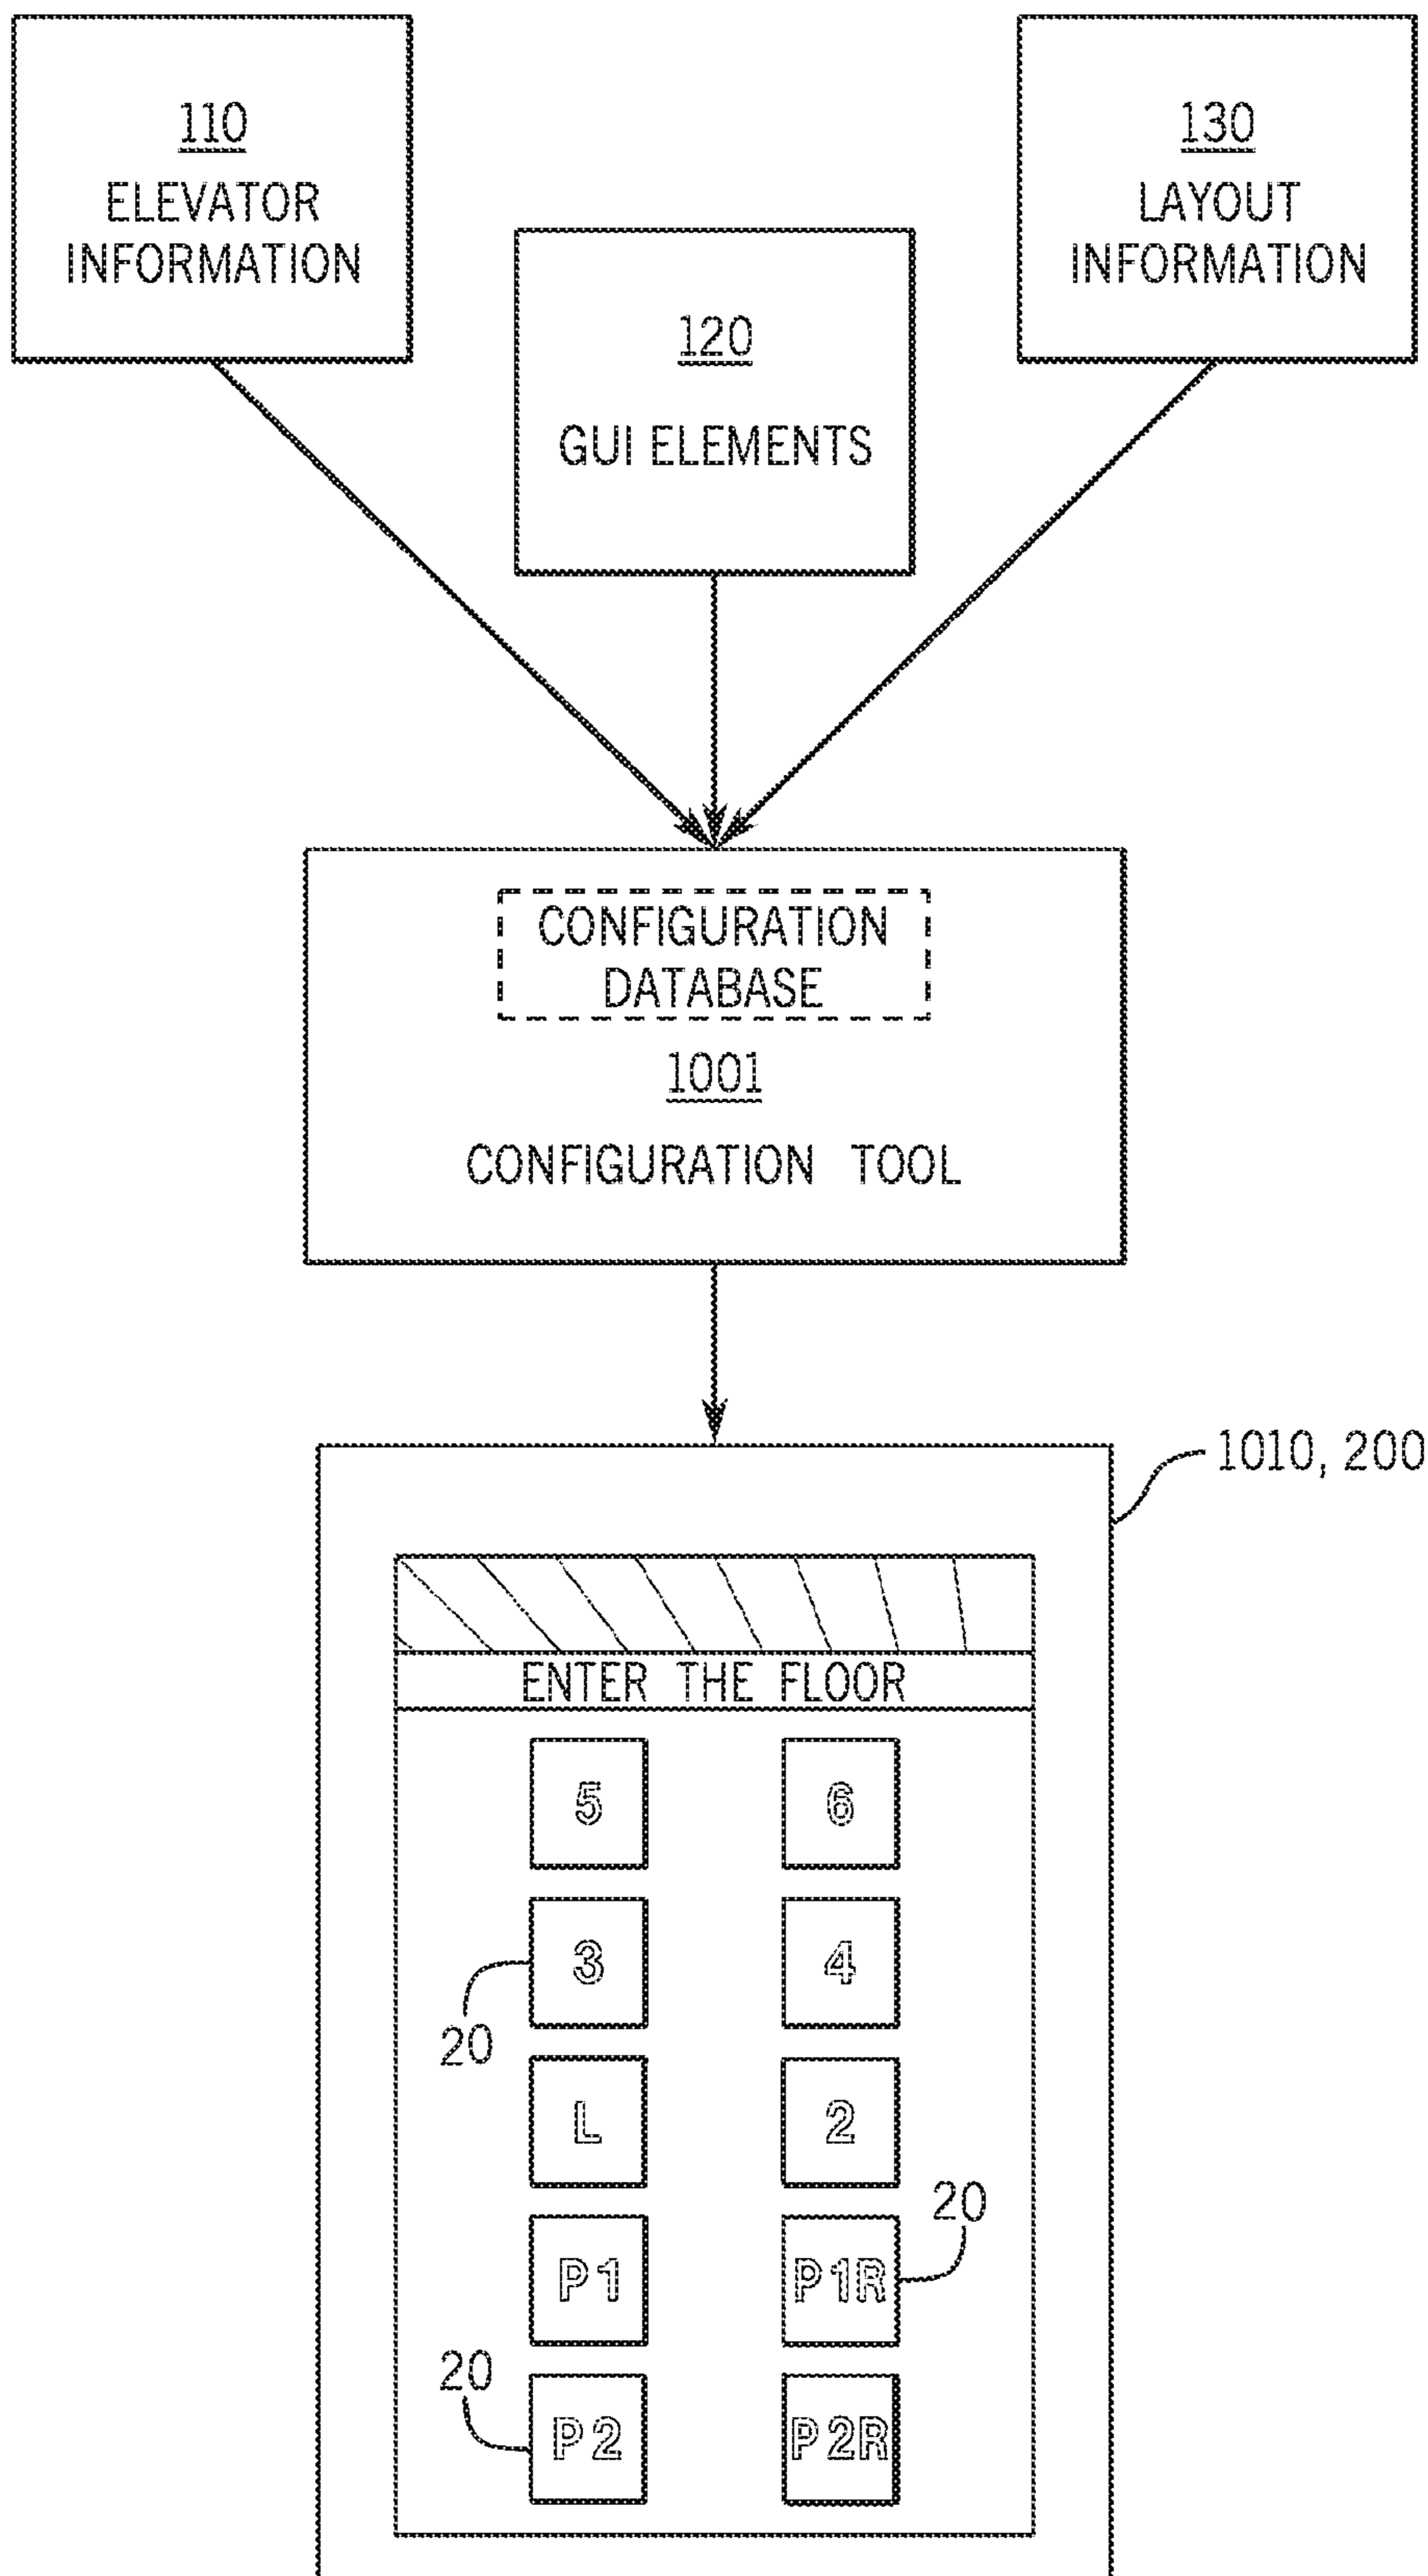 110
ELEVATOR
INFORMATION
130
LAYOUT
INFORMATION
120
GUI ELEMENTS
CONFIGURATION
DATABASE
1001
CONFIGURATION TOOL
1010, 200
ENTER THE FLOOR
5 6
3 4
20
L 2
20
P1 P1R
20
P2 P2R